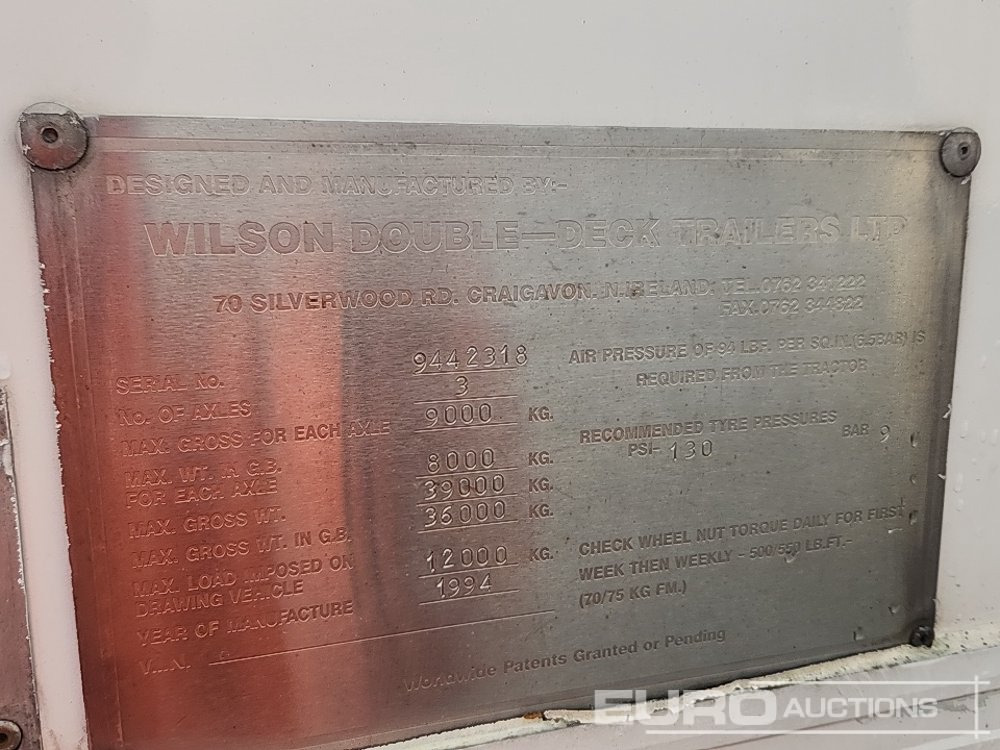 DESIGNED AND MANUFACTURED BY:-
WILSON DOUBLE-DECK TRAILERS LTD
70 SILVERWOOD RD. CRAIGAVON. N.IRELAND. TEL.0762 341222
FAX.0762 344322
SERIAL No. 9442318
No. OF AXLES 3
MAX. GROSS FOR EACH AXLE 9000 KG.
MAX. WT. IN G.B.
FOR EACH AXLE 8000 KG.
MAX. GROSS WT. 39000 KG.
MAX. GROSS WT. IN G.B. 36000 KG.
MAX. LOAD IMPOSED ON
DRAWING VEHICLE 12000 KG.
YEAR OF MANUFACTURE 1994
V.I.N.
AIR PRESSURE OF 94 LBF. PER SQ.IN.(6.5BAR) IS
REQUIRED FROM THE TRACTOR
RECOMMENDED TYRE PRESSURES
PSI- 130 BAR 9
CHECK WHEEL NUT TORQUE DAILY FOR FIRST
WEEK THEN WEEKLY - 500/550 LB.FT.-
(70/75 KG FM.)
Worldwide Patents Granted or Pending
EURO AUCTIONS